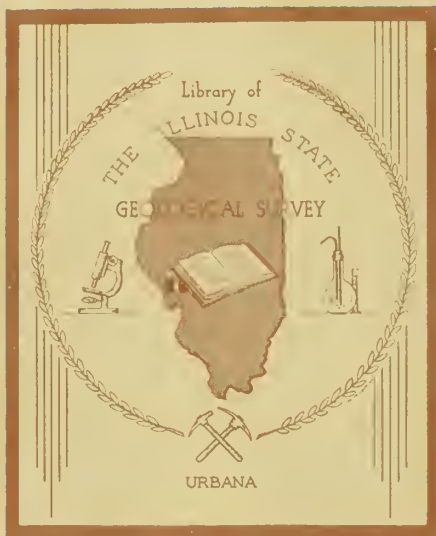 Library of
THE ILLINOIS STATE
GEOLOGICAL SURVEY
URBANA